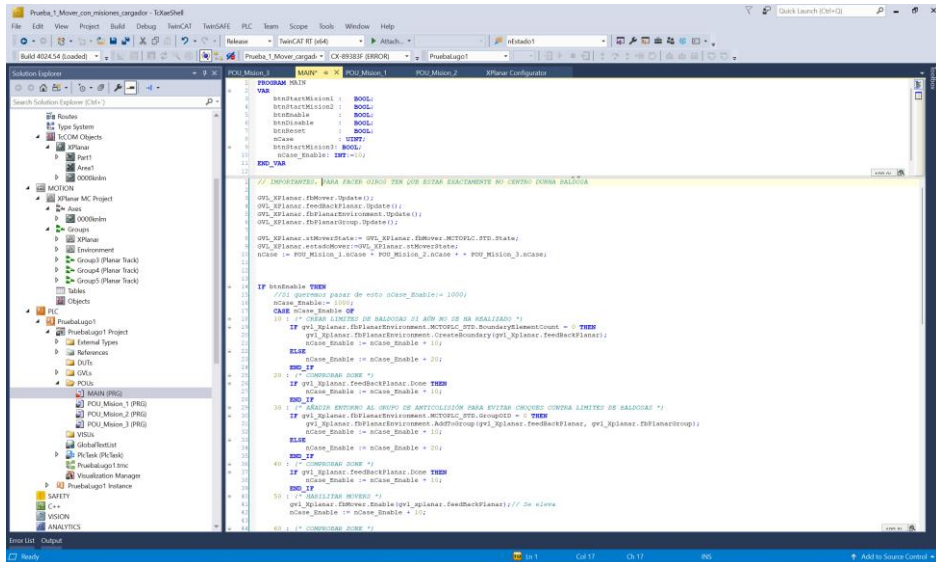 Prueba_1_Mover_con_misiones_cargador - TcXaeShell
Quick Launch (Ctrl+Q)
File Edit View Project Build Debug TwinCAT TwinSAFE PLC Team Scope Tools Window Help
Release TwinCAT RT (x64) Attach... nEstado1
Build 4024.54 (Loaded) Prueba_1_Mover_cargad CX-89383F (ERROR) PruebaLugo1
Solution Explorer
POU_Mision_3 MAIN* POU_Mision_1 POU_Mision_2 XPlanar Configurator
Search Solution Explorer (Ctrl+')
Routes
Type System
TcCOM Objects
XPlanar
Part1
Area1
MOTION
XPlanar MC Project
Axes
Groups
XPlanar
Environment
Group3 (Planar Track)
Group4 (Planar Track)
Group5 (Planar Track)
Tables
Objects
PLC
PruebaLugo1
PruebaLugo1 Project
External Types
References
DUTs
GVLs
POUs
MAIN (PRG)
POU_Mision_1 (PRG)
POU_Mision_2 (PRG)
POU_Mision_3 (PRG)
VISUs
GlobalTextList
PlcTask (PlcTask)
PruebaLugo1.tmc
Visualization Manager
PruebaLugo1 Instance
SAFETY
C++
VISION
ANALYTICS
PROGRAM MAIN
VAR
btnStartMision1 : BOOL;
btnStartMision2 : BOOL;
btnEnable : BOOL;
btnDisable : BOOL;
btnReset : BOOL;
nCase : UINT;
btnStartMision3: BOOL;
nCase_Enable: INT:=10;
END_VAR
// IMPORTANTES, PARA FACER GIROS TEN QUE ESTAR EXACTAMENTE NO CENTRO DUNHA BALDOSA
GVL_XPlanar.fbMover.Update();
GVL_XPlanar.feedBackPlanar.Update();
GVL_XPlanar.fbPlanarEnvironment.Update();
GVL_XPlanar.fbPlanarGroup.Update();
GVL_XPlanar.stMoverState:= GVL_XPlanar.fbMover.MCTOPLC.STD.State;
GVL_XPlanar.estadoMover:=GVL_XPlanar.stMoverState;
nCase := POU_Mision_1.nCase + POU_Mision_2.nCase + + POU_Mision_3.nCase;
IF btnEnable THEN
//Si queremos pasar de esto nCase_Enable:= 1000;
nCase_Enable:= 1000;
CASE nCase_Enable OF
10 : (* CREAR LIMITES DE BALDOSAS SI AÚN NO SE HA REALIZADO *)
IF gvl_Xplanar.fbPlanarEnvironment.MCTOPLC_STD.BoundaryElementCount = 0 THEN
gvl_Xplanar.fbPlanarEnvironment.CreateBoundary(gvl_Xplanar.feedBackPlanar);
nCase_Enable := nCase_Enable + 10;
ELSE
nCase_Enable := nCase_Enable + 20;
END_IF
20 : (* COMPROBAR DONE *)
IF gvl_Xplanar.feedBackPlanar.Done THEN
nCase_Enable := nCase_Enable + 10;
END_IF
30 : (* AÑADIR ENTORNO AL GRUPO DE ANTICOLISIÓN PARA EVITAR CHOQUES CONTRA LIMITES DE BALDOSAS *)
IF gvl_Xplanar.fbPlanarEnvironment.MCTOPLC_STD.GroupOID = 0 THEN
gvl_Xplanar.fbPlanarEnvironment.AddToGroup(gvl_Xplanar.feedBackPlanar, gvl_Xplanar.fbPlanarGroup);
nCase_Enable := nCase_Enable + 10;
ELSE
nCase_Enable := nCase_Enable + 20;
END_IF
40 : (* COMPROBAR DONE *)
IF gvl_Xplanar.feedBackPlanar.Done THEN
nCase_Enable := nCase_Enable + 10;
END_IF
50 : (* HABILITAR MOVERS *)
gvl_Xplanar.fbMover.Enable(gvl_xplanar.feedBackPlanar);// Se eleva
nCase_Enable := nCase_Enable + 10;
60 : (* COMPROBAR DONE *)
Error List Output
Ready Ln 1 Col 17 Ch 17 INS Add to Source Control